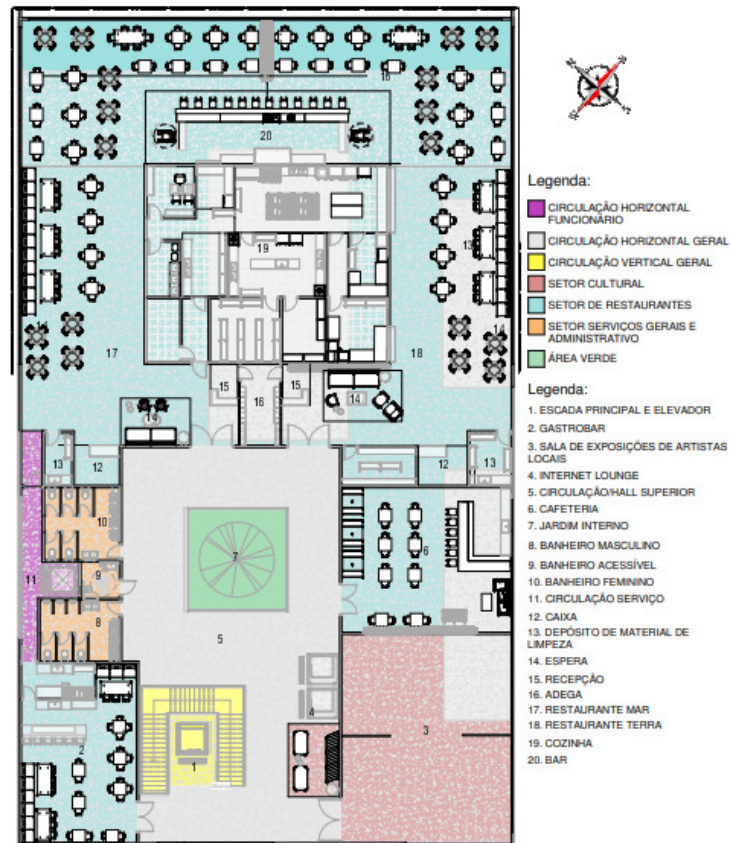 16
20
19
13
14
14
17
18
15
15
14
16
14
13
12
12
13
10
6
7
9
11
8
5
4
3
2
1
Legenda:
CIRCULAÇÃO HORIZONTAL
FUNCIONÁRIO
CIRCULAÇÃO HORIZONTAL GERAL
CIRCULAÇÃO VERTICAL GERAL
SETOR CULTURAL
SETOR DE RESTAURANTES
SETOR SERVIÇOS GERAIS E
ADMINISTRATIVO
ÁREA VERDE
Legenda:
1. ESCADA PRINCIPAL E ELEVADOR
2. GASTROBAR
3. SALA DE EXPOSIÇÕES DE ARTISTAS
LOCAIS
4. INTERNET LOUNGE
5. CIRCULAÇÃO/HALL SUPERIOR
6. CAFETERIA
7. JARDIM INTERNO
8. BANHEIRO MASCULINO
9. BANHEIRO ACESSÍVEL
10. BANHEIRO FEMININO
11. CIRCULAÇÃO SERVIÇO
12. CAIXA
13. DEPÓSITO DE MATERIAL DE
LIMPEZA
14. ESPERA
15. RECEPÇÃO
16. ADEGA
17. RESTAURANTE MAR
18. RESTAURANTE TERRA
19. COZINHA
20. BAR